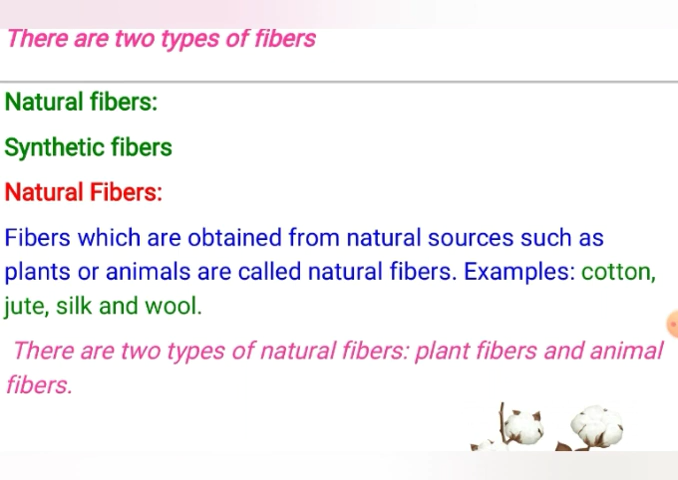 There are two types of fibers
Natural fibers:
Synthetic fibers
Natural Fibers:
Fibers which are obtained from natural sources such as
plants or animals are called natural fibers. Examples: cotton,
jute, silk and wool.
There are two types of natural fibers: plant fibers and animal
fibers.